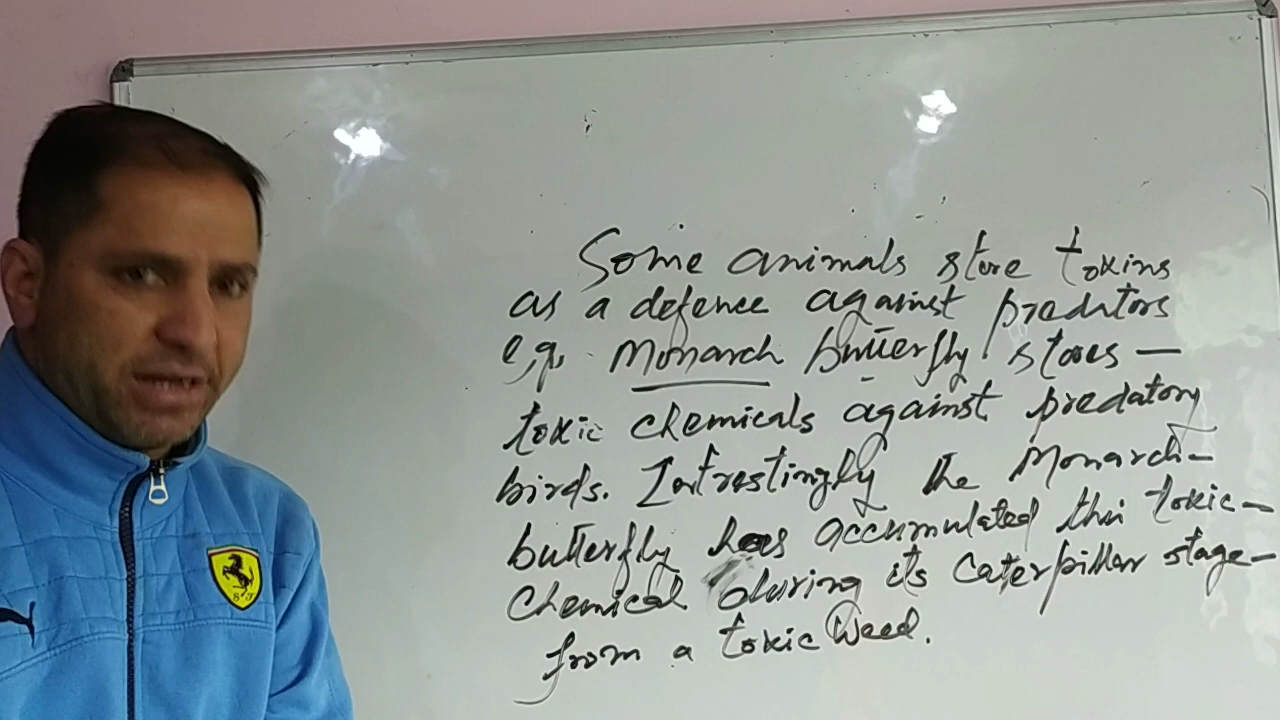 Some animals store toxins
as a defence against predators
e,g, Monarch butterfly stores —
toxic chemicals against predatory
birds. Intrestingly the Monarch–
butterfly has accumulated this toxic–
chemical during its caterpillar stage–
from a toxic weed.
S F